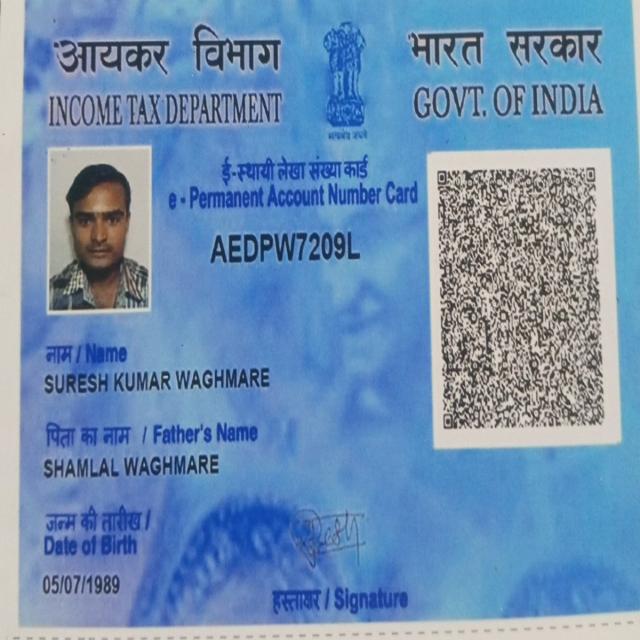 आयकर विभाग
INCOME TAX DEPARTMENT
भारत सरकार
GOVT. OF INDIA
सत्यमेव जयते
ई-स्थायी लेखा संख्या कार्ड
e - Permanent Account Number Card
AEDPW7209L
नाम / Name
SURESH KUMAR WAGHMARE
पिता का नाम / Father's Name
SHAMLAL WAGHMARE
जन्म की तारीख /
Date of Birth
05/07/1989
Suresh
हस्ताक्षर / Signature